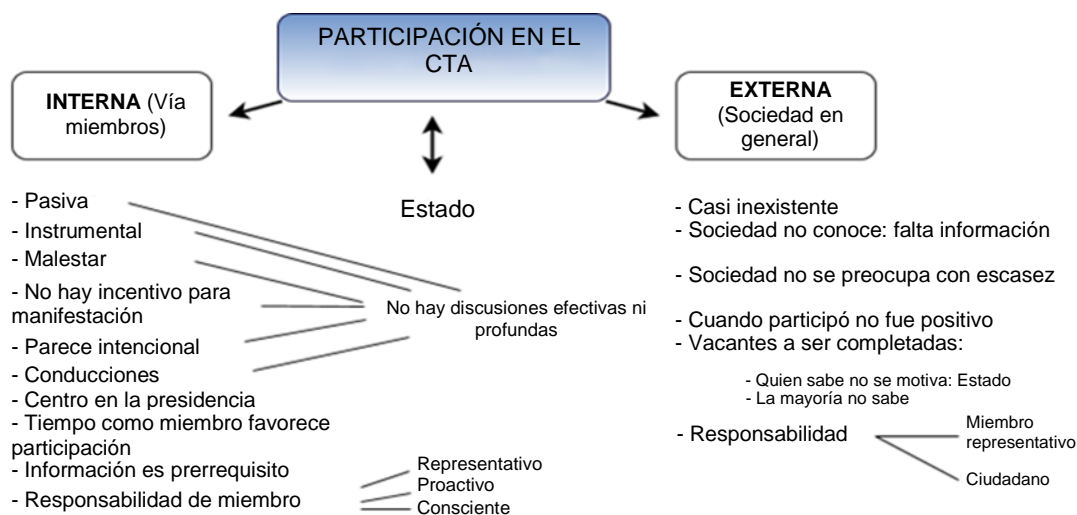 PARTICIPACIÓN EN EL
CTA
INTERNA (Vía
miembros)
EXTERNA
(Sociedad en
general)
Estado
- Pasiva
- Instrumental
- Malestar
- No hay incentivo para
manifestación
- Parece intencional
- Conducciones
- Centro en la presidencia
- Tiempo como miembro favorece
participación
- Información es prerrequisito
- Responsabilidad de miembro
Representativo
Proactivo
Consciente
No hay discusiones efectivas ni
profundas
- Casi inexistente
- Sociedad no conoce: falta información
- Sociedad no se preocupa con escasez
- Cuando participó no fue positivo
- Vacantes a ser completadas:
- Quien sabe no se motiva: Estado
- La mayoría no sabe
- Responsabilidad
Miembro
representativo
Ciudadano